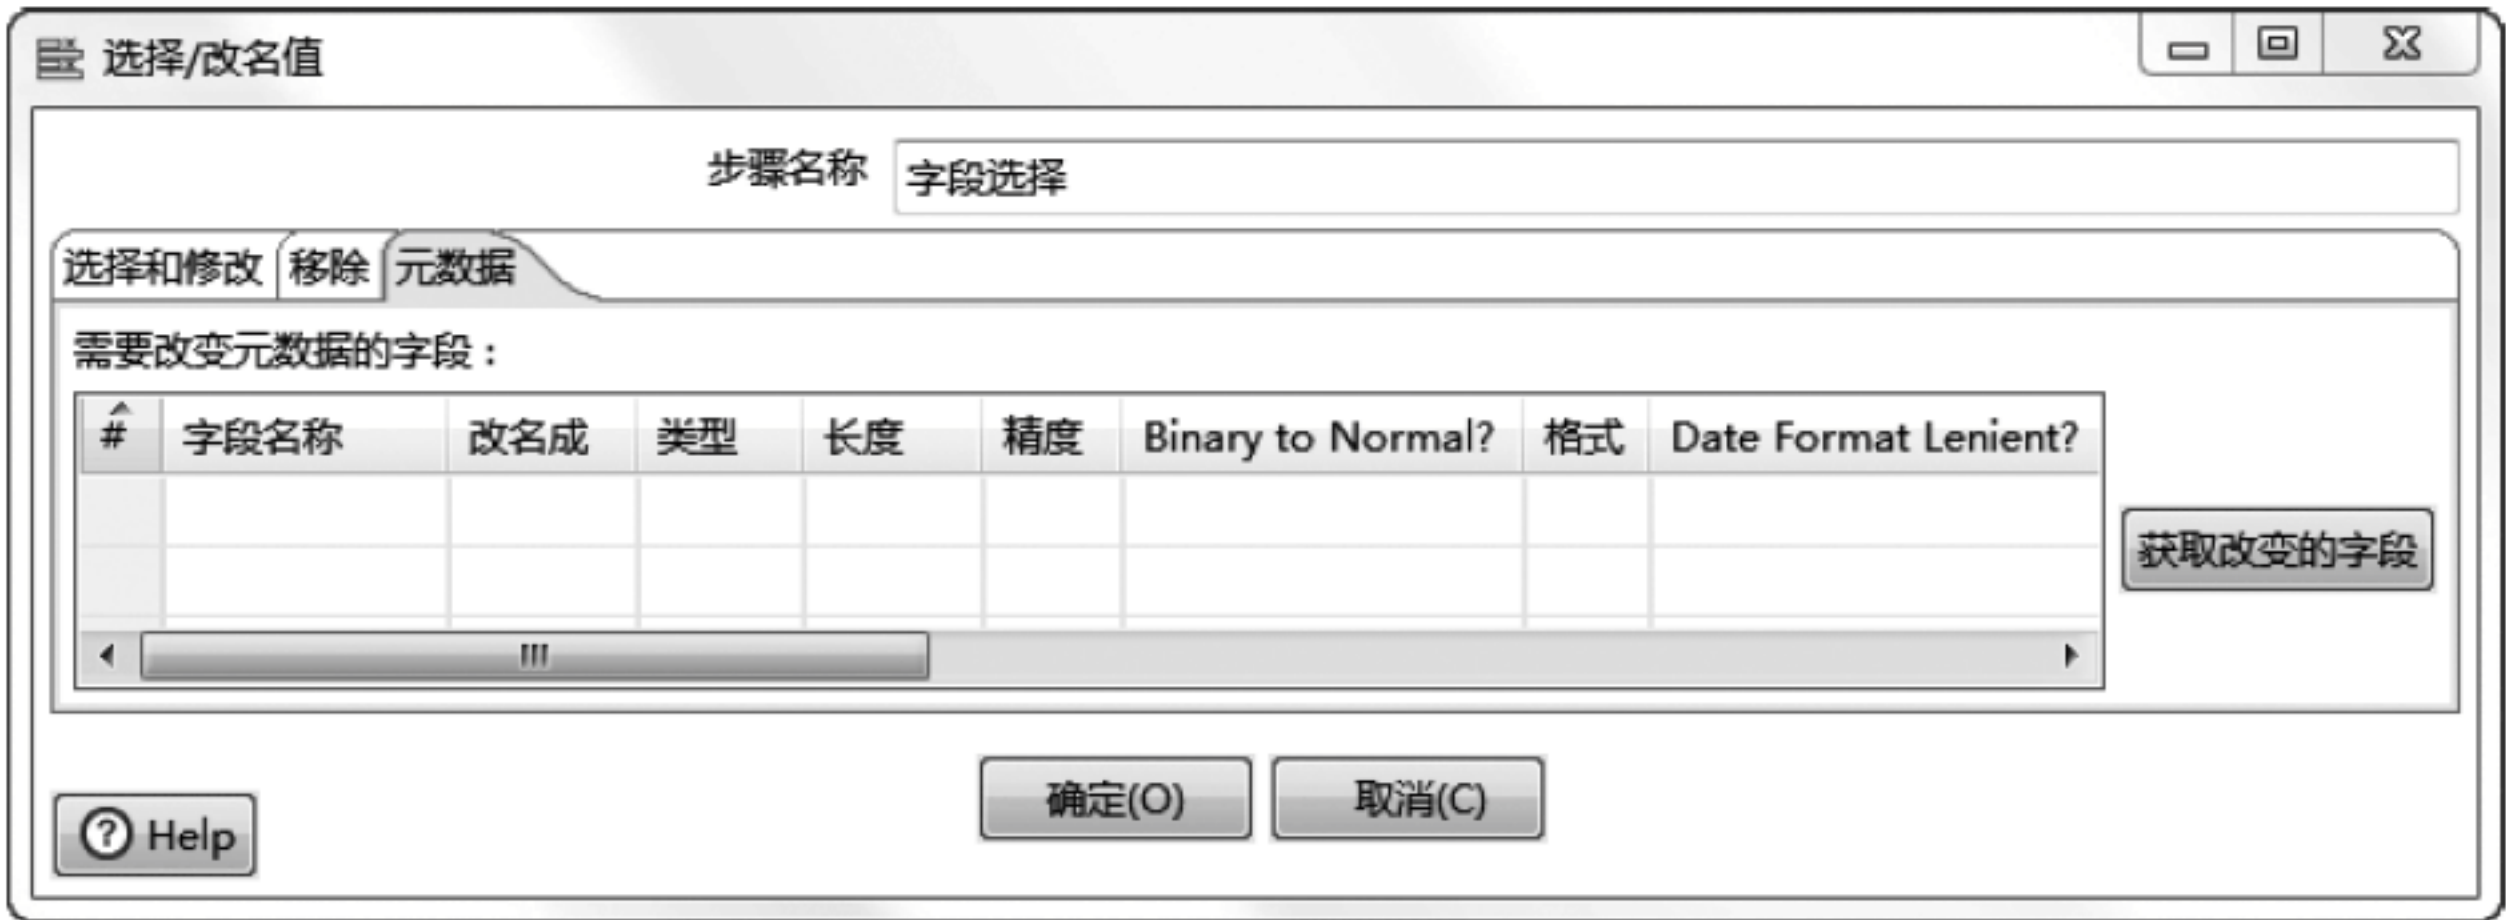 选择/改名值
步骤名称 字段选择
选择和修改 移除 元数据
需要改变元数据的字段：
# 字段名称 改名成 类型 长度 精度 Binary to Normal? 格式 Date Format Lenient?
获取改变的字段
确定(O) 取消(C)
Help